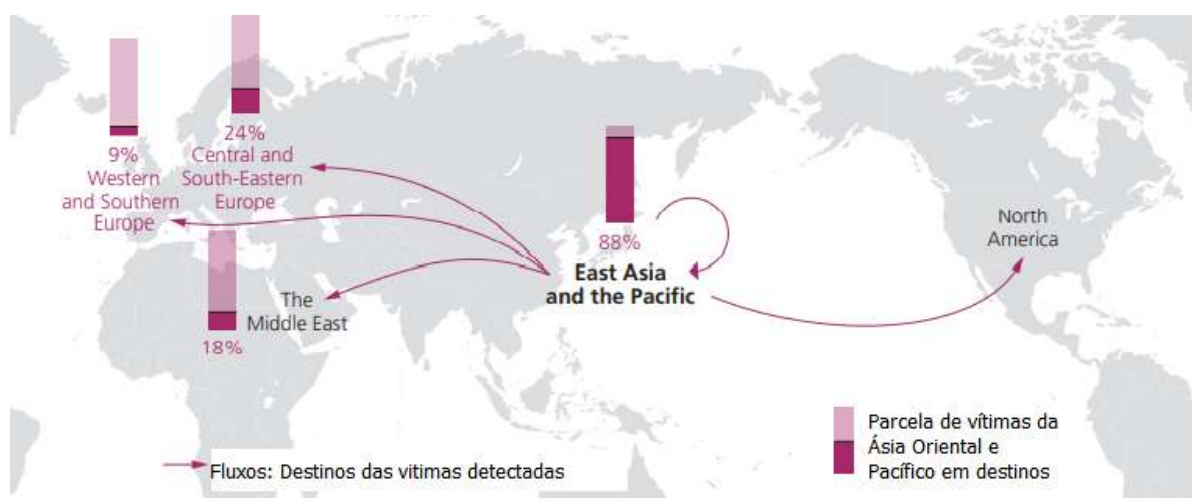 9%
Western
and Southern
Europe
24%
Central and
South-Eastern
Europe
18%
The
Middle East
88%
East Asia
and the Pacific
North
America
Fluxos: Destinos das vitimas detectadas
Parcela de vítimas da
Ásia Oriental e
Pacífico em destinos